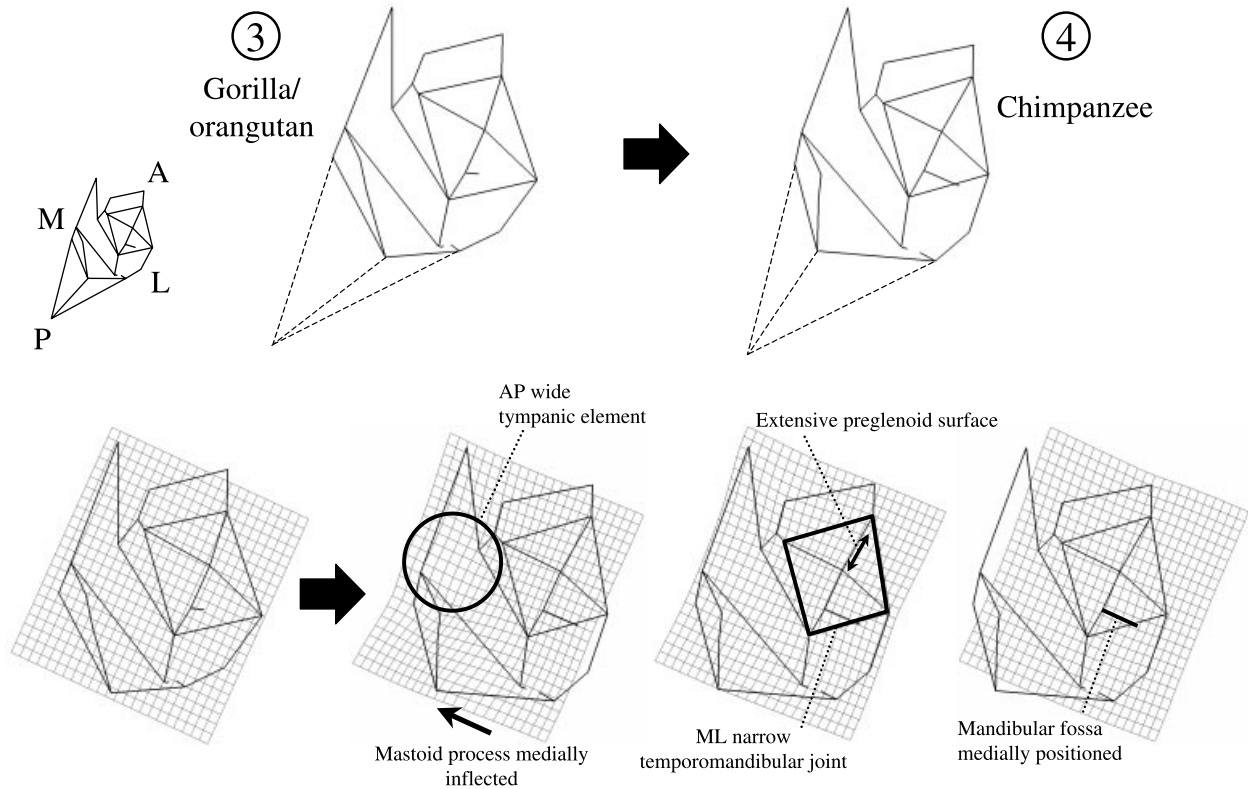 3
Gorilla/
orangutan
4
Chimpanzee
A
M
L
P
AP wide
tympanic element
Extensive preglenoid surface
Mastoid process medially
inflected
ML narrow
temporomandibular joint
Mandibular fossa
medially positioned